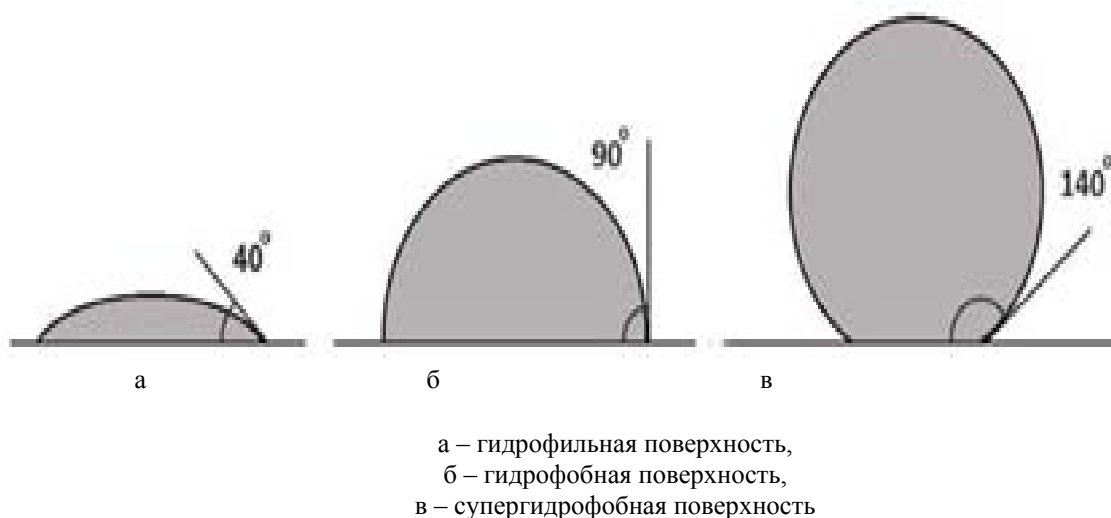 40°
90°
140°
а
б
в
а – гидрофильная поверхность,
б – гидрофобная поверхность,
в – супергидрофобная поверхность